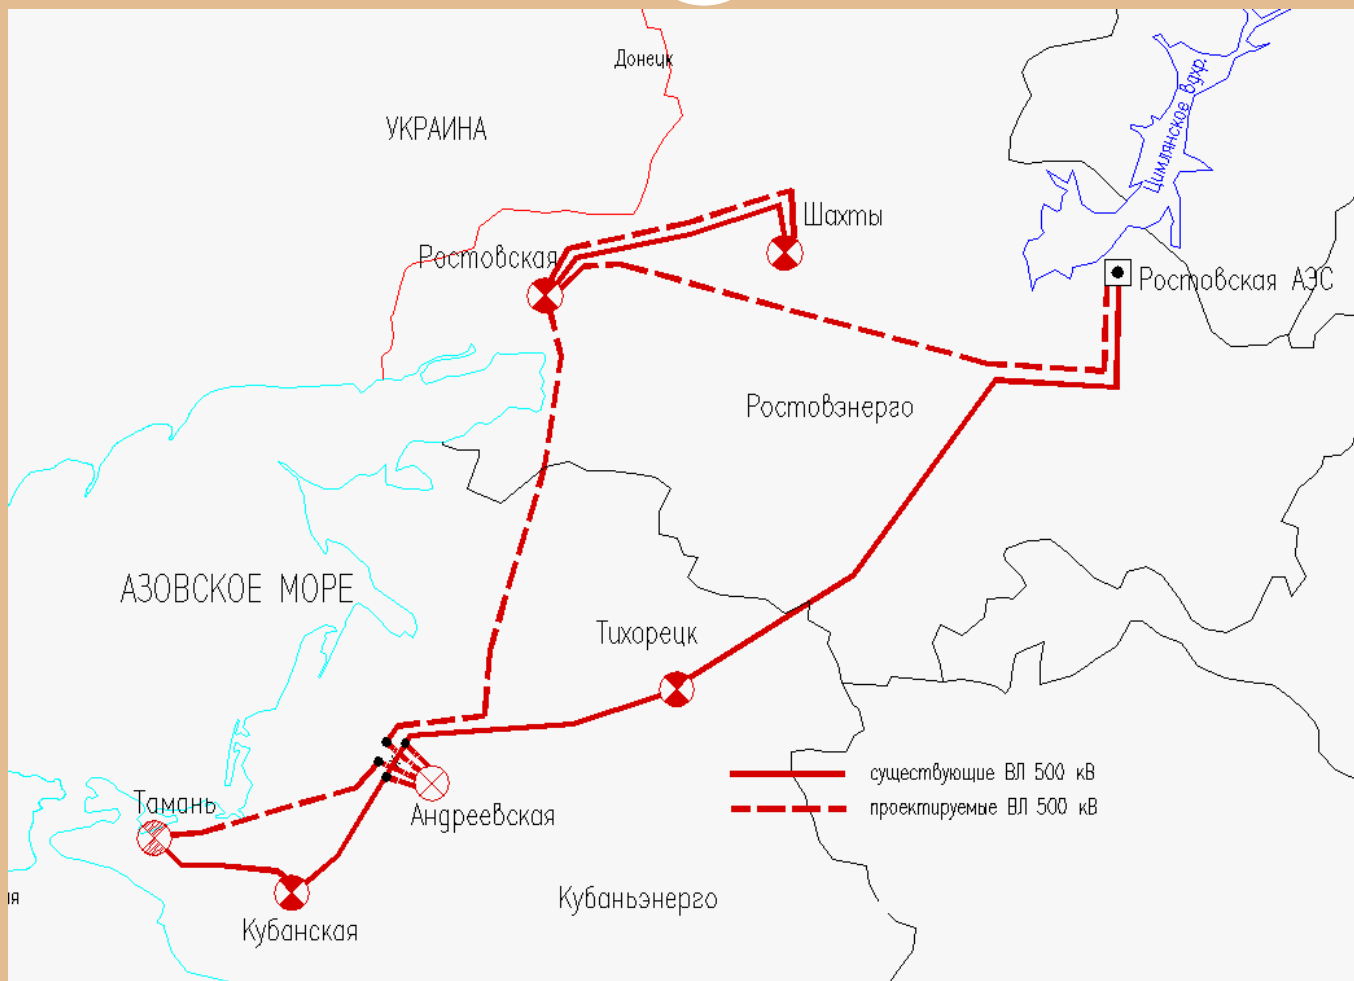 Донецк
УКРАИНА
Цимлянское вдхр.
Шахты
Ростовская
Ростовская АЭС
Ростовэнерго
АЗОВСКОЕ МОРЕ
Тихорецк
существующие ВЛ 500 кВ
Тамань
проектируемые ВЛ 500 кВ
Андреевская
Кубаньэнерго
ая
Кубанская